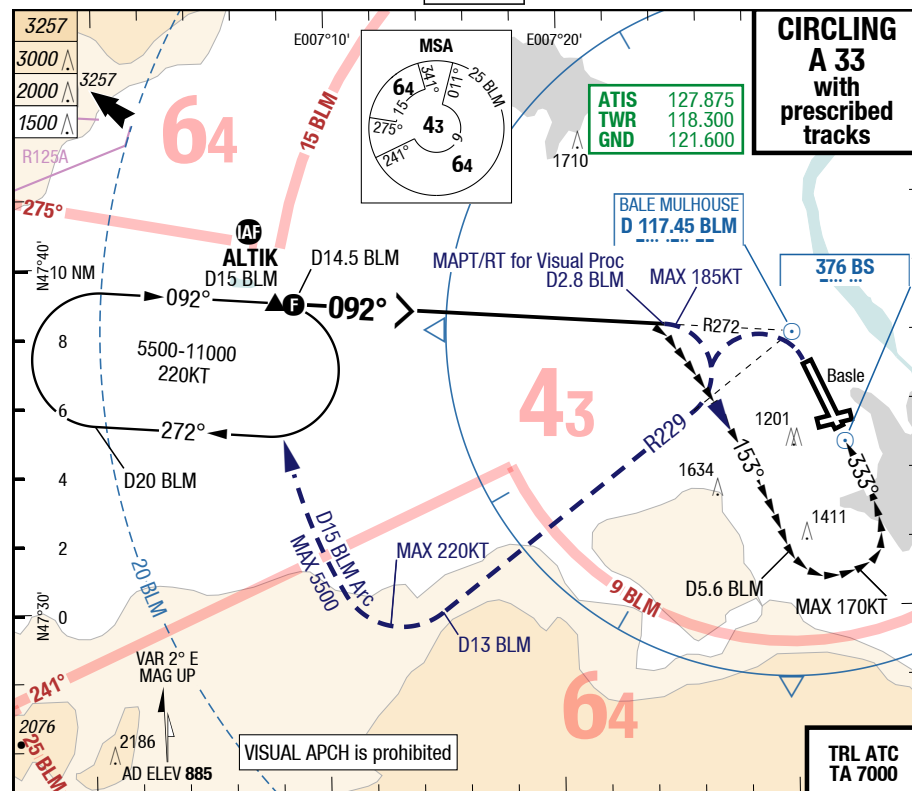 3257
3000
2000
1500
3257
R125A
64
275°
15 BLM
E007°10'
E007°20'
MSA
64
43
64
341°
011°
25 BLM
15
9
275°
241°
1710
ATIS 127.875
TWR 118.300
GND 121.600
CIRCLING
A 33
with
prescribed
tracks
BALE MULHOUSE
D 117.45 BLM
376 BS
N47°40'
10 NM
8
6
4
2
0
N47°30'
IAF
ALTIK
D15 BLM
F
D14.5 BLM
092°
092°
5500-11000
220KT
272°
D20 BLM
MAPT/RT for Visual Proc
D2.8 BLM
MAX 185KT
R272
43
R229
Basle
1201
1634
1411
153°
333°
D5.6 BLM
MAX 170KT
D15 BLM Arc
MAX 5500
MAX 220KT
D13 BLM
20 BLM
9 BLM
64
241°
25 BLM
2076
2186
VAR 2° E
MAG UP
AD ELEV 885
VISUAL APCH is prohibited
TRL ATC
TA 7000